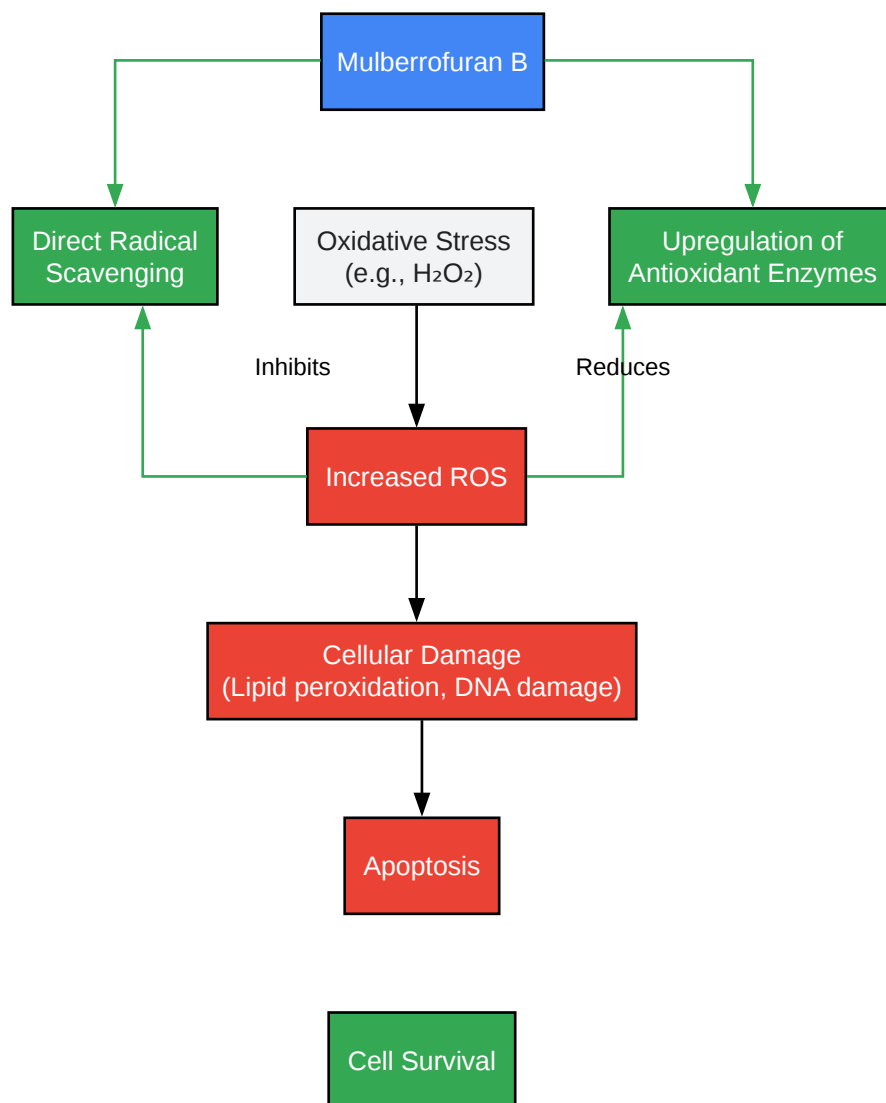 Mulberrofuran B
Direct Radical
Scavenging
Oxidative Stress
(e.g., H₂O₂)
Upregulation of
Antioxidant Enzymes
Inhibits
Reduces
Increased ROS
Cellular Damage
(Lipid peroxidation, DNA damage)
Apoptosis
Cell Survival